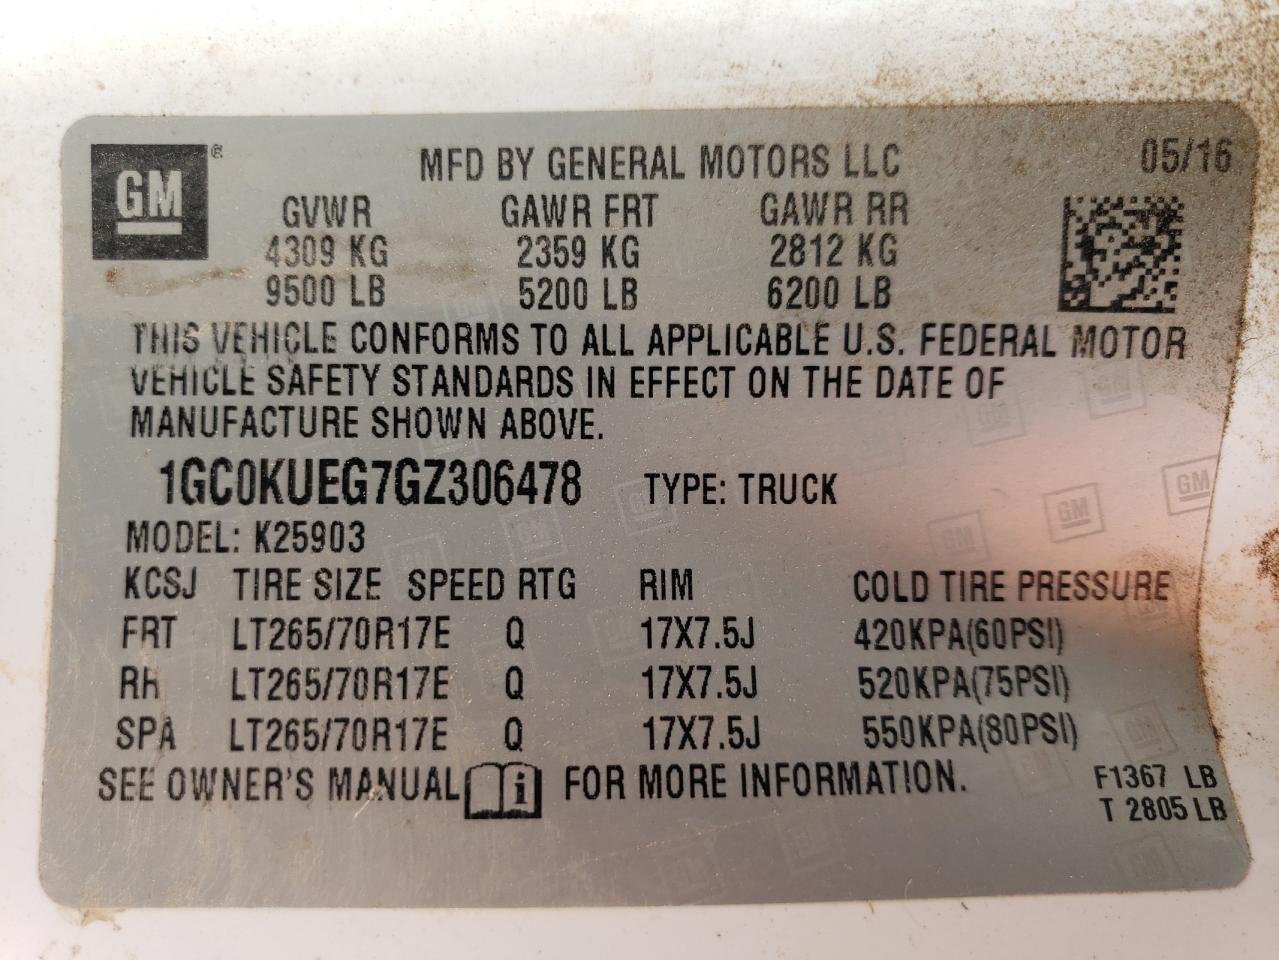 GM ®
MFD BY GENERAL MOTORS LLC 05/16
GVWR GAWR FRT GAWR RR
4309 KG 2359 KG 2812 KG
9500 LB 5200 LB 6200 LB
THIS VEHICLE CONFORMS TO ALL APPLICABLE U.S. FEDERAL MOTOR
VEHICLE SAFETY STANDARDS IN EFFECT ON THE DATE OF
MANUFACTURE SHOWN ABOVE.
1GC0KUEG7GZ306478 TYPE: TRUCK
MODEL: K25903
KCSJ TIRE SIZE SPEED RTG RIM COLD TIRE PRESSURE
FRT LT265/70R17E Q 17X7.5J 420KPA(60PSI)
RR LT265/70R17E Q 17X7.5J 520KPA(75PSI)
SPA LT265/70R17E Q 17X7.5J 550KPA(80PSI)
SEE OWNER'S MANUAL i FOR MORE INFORMATION.
F1367 LB
T 2805 LB